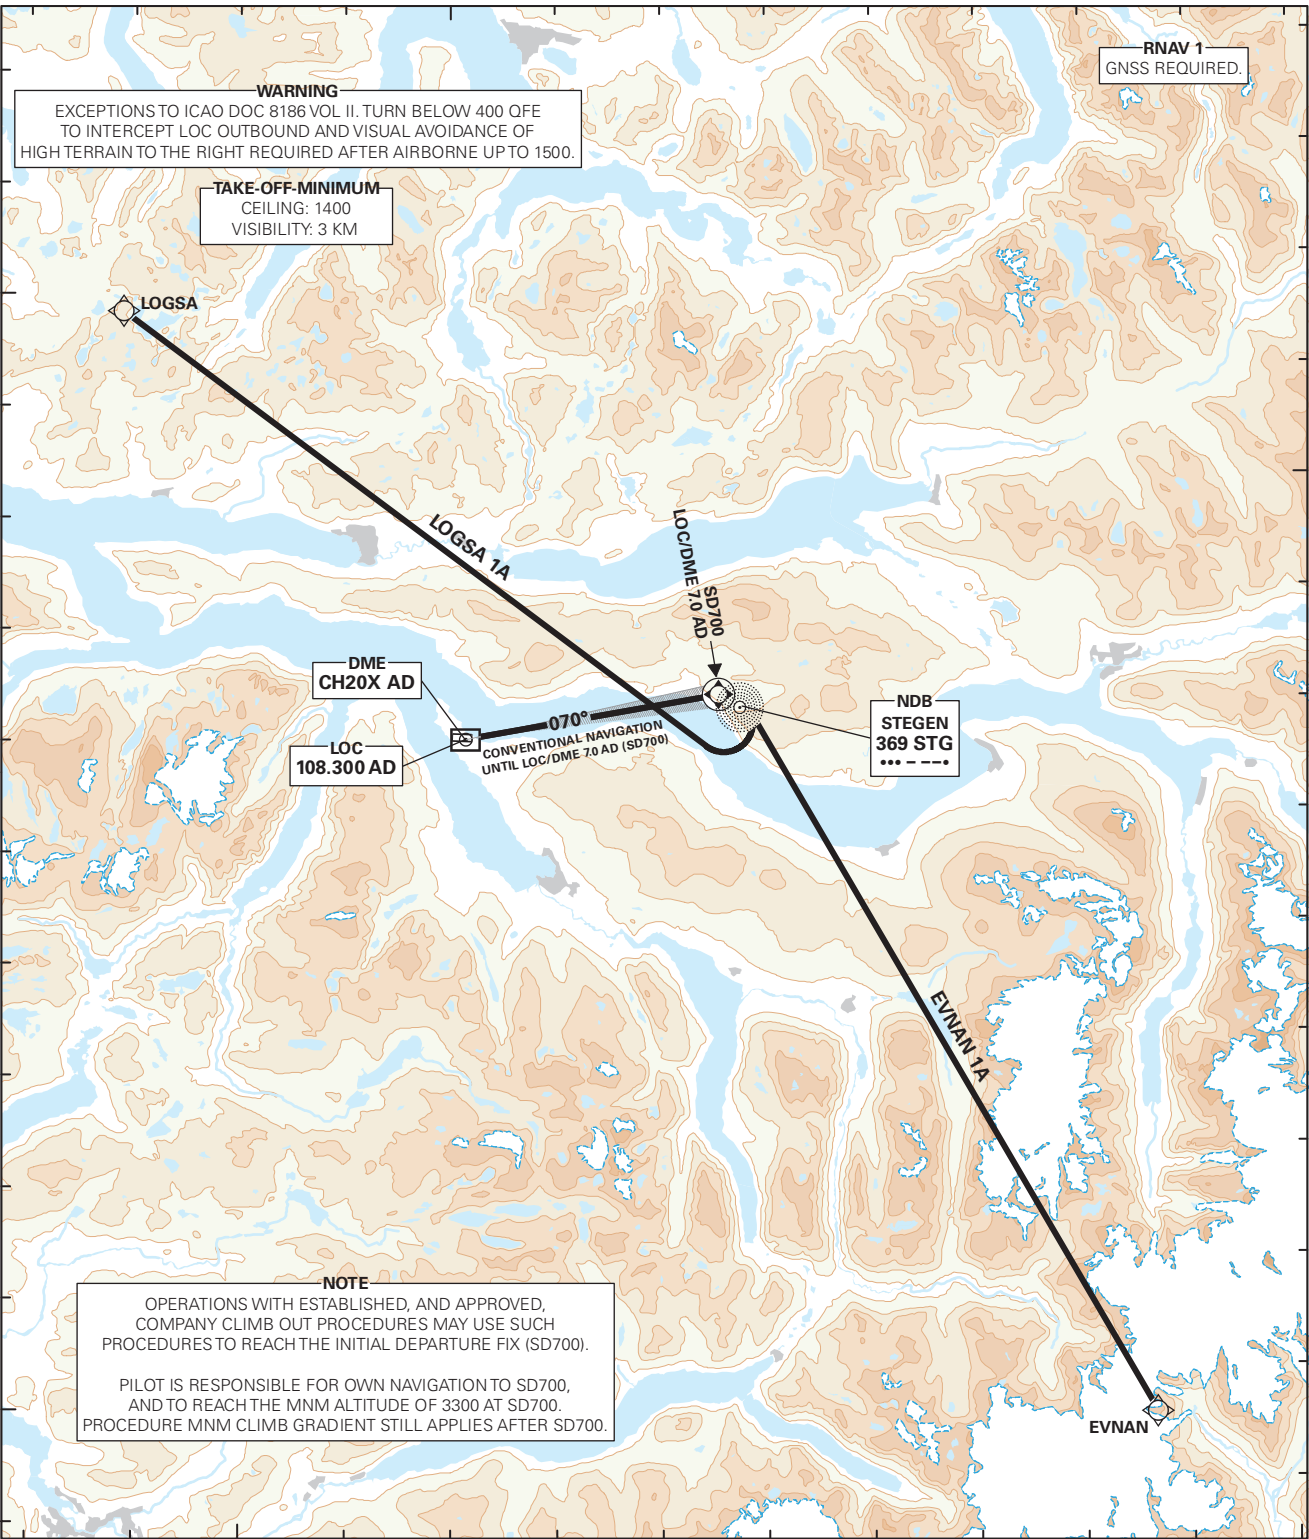 RNAV 1
GNSS REQUIRED.
WARNING
EXCEPTIONS TO ICAO DOC 8186 VOL II. TURN BELOW 400 QFE
TO INTERCEPT LOC OUTBOUND AND VISUAL AVOIDANCE OF
HIGH TERRAIN TO THE RIGHT REQUIRED AFTER AIRBORNE UP TO 1500.
TAKE-OFF-MINIMUM
CEILING: 1400
VISIBILITY: 3 KM
LOGSA
LOGSA 1A
SD700
LOC/DME 7.0 AD
DME
CH20X AD
LOC
108.300 AD
070°
CONVENTIONAL NAVIGATION
UNTIL LOC/DME 7.0 AD (SD700)
NDB
STEGEN
369 STG
EVNAN 1A
NOTE
OPERATIONS WITH ESTABLISHED, AND APPROVED,
COMPANY CLIMB OUT PROCEDURES MAY USE SUCH
PROCEDURES TO REACH THE INITIAL DEPARTURE FIX (SD700).
PILOT IS RESPONSIBLE FOR OWN NAVIGATION TO SD700,
AND TO REACH THE MNM ALTITUDE OF 3300 AT SD700.
PROCEDURE MNM CLIMB GRADIENT STILL APPLIES AFTER SD700.
EVNAN